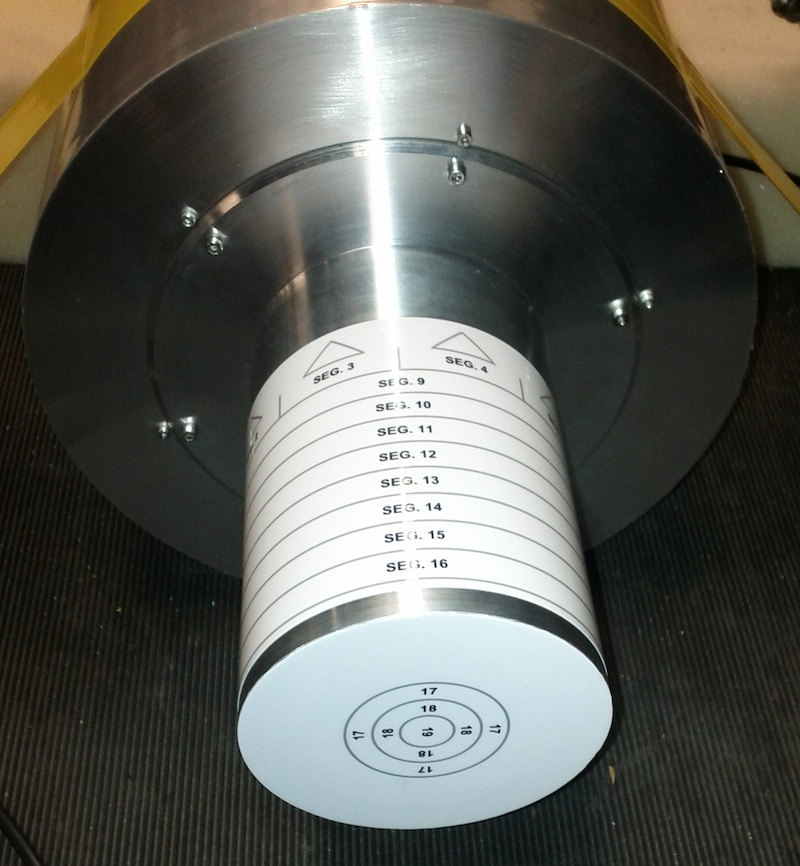 SEG. 3
SEG. 4
SEG. 9
SEG. 10
SEG. 11
SEG. 12
SEG. 13
SEG. 14
SEG. 15
SEG. 16
17
18
17 18 19 18 17
18
17